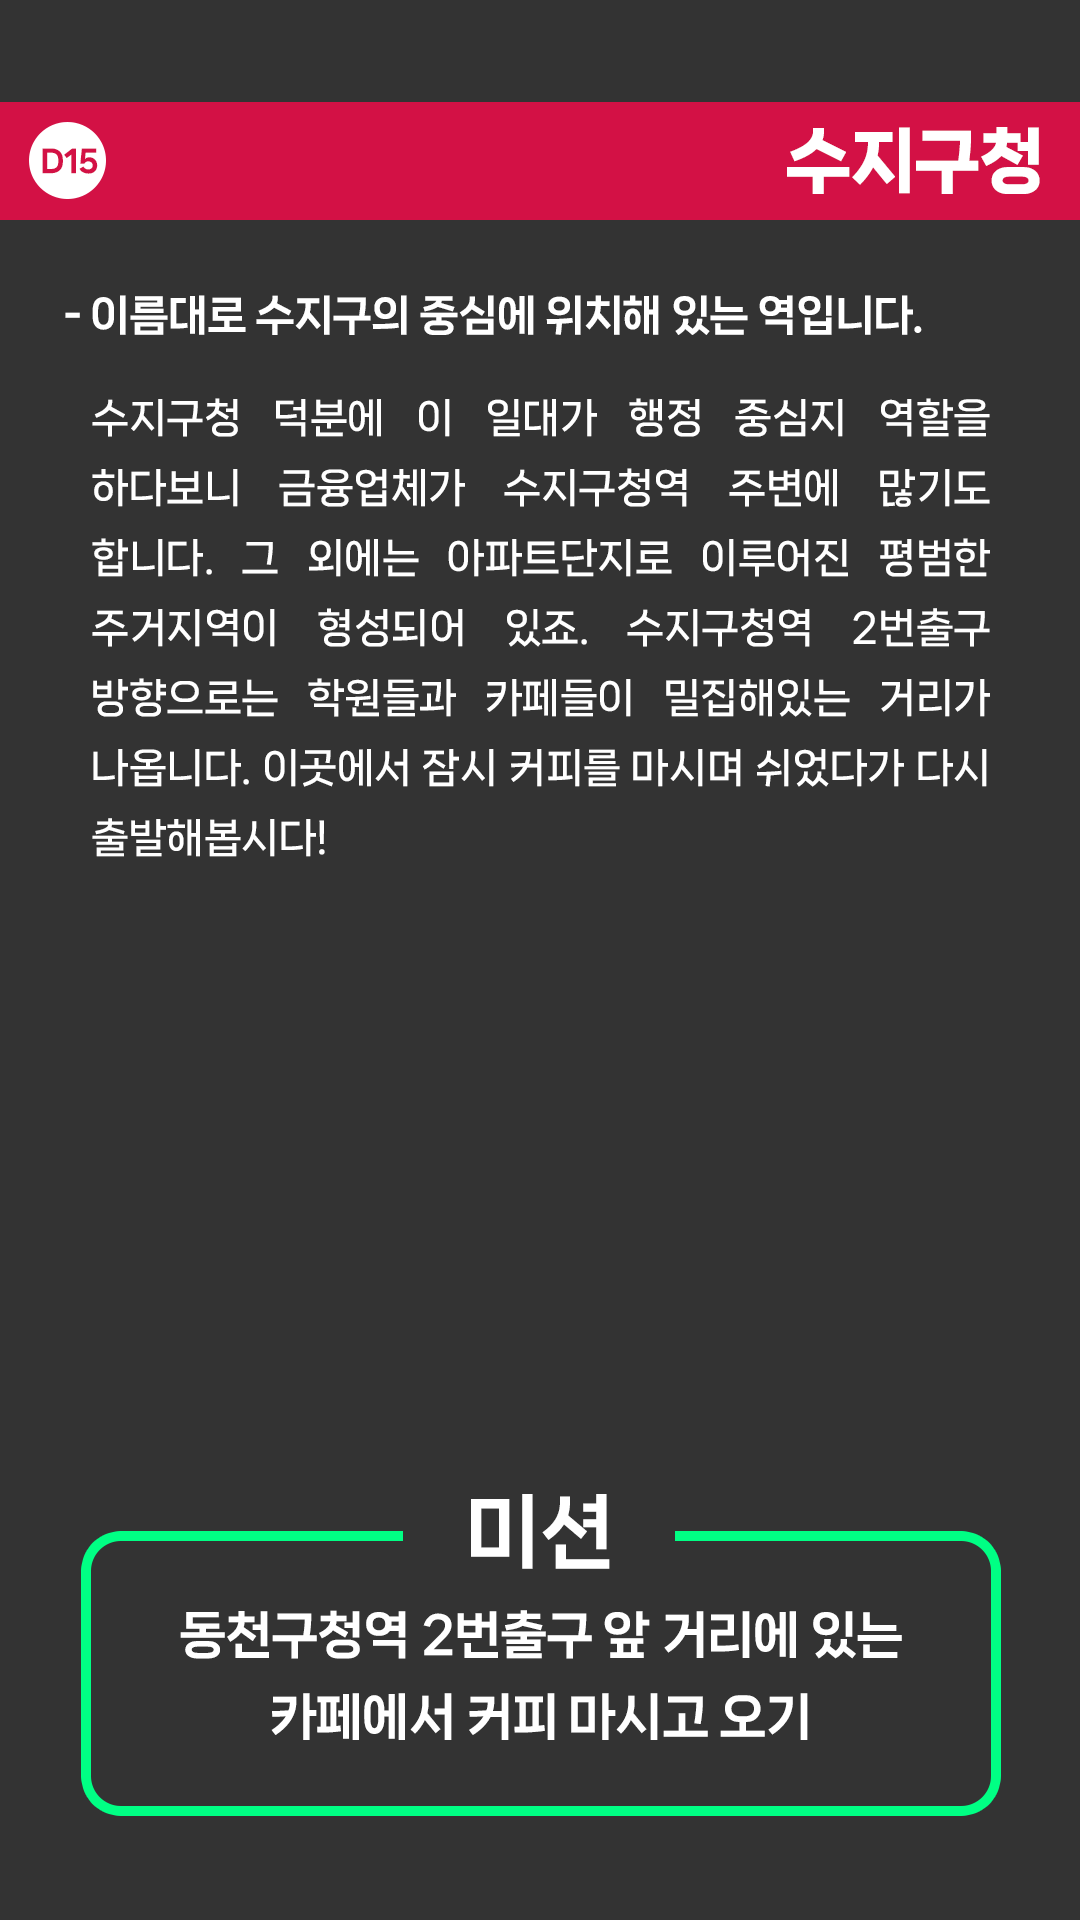 D15
수지구청
- 이름대로 수지구의 중심에 위치해 있는 역입니다.
수지구청 덕분에 이 일대가 행정 중심지 역할을
하다보니 금융업체가 수지구청역 주변에 많기도
합니다. 그 외에는 아파트단지로 이루어진 평범한
주거지역이 형성되어 있죠. 수지구청역 2번출구
방향으로는 학원들과 카페들이 밀집해있는 거리가
나옵니다. 이곳에서 잠시 커피를 마시며 쉬었다가 다시
출발해봅시다!
미션
동천구청역 2번출구 앞 거리에 있는
카페에서 커피 마시고 오기